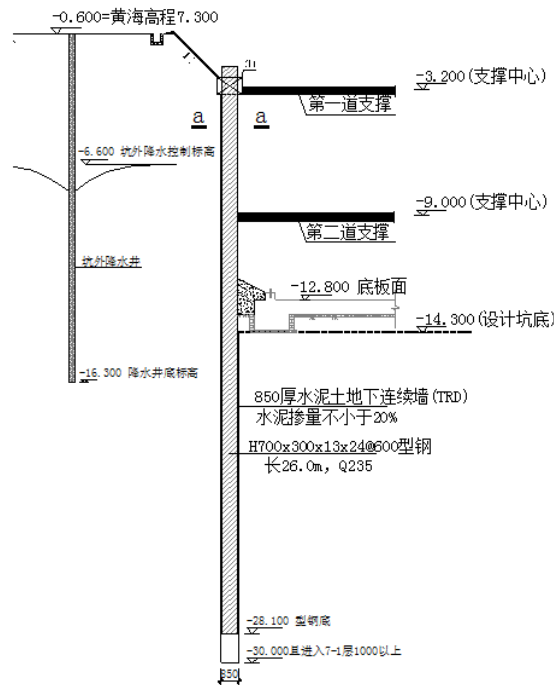 -0.600=黄海高程7.300
-3.200(支撑中心)
第一道支撑
a
a
-6.600 坑外降水控制标高
-9.000(支撑中心)
第二道支撑
坑外降水井
-12.800 底板面
-14.300(设计坑底)
-16.300 降水井底标高
850厚水泥土地下连续墙(TRD)
水泥掺量不小于20%
H700x300x13x24@600型钢
长26.0m, Q235
-28.100 型钢底
-30.000且进入7-1层1000以上
850